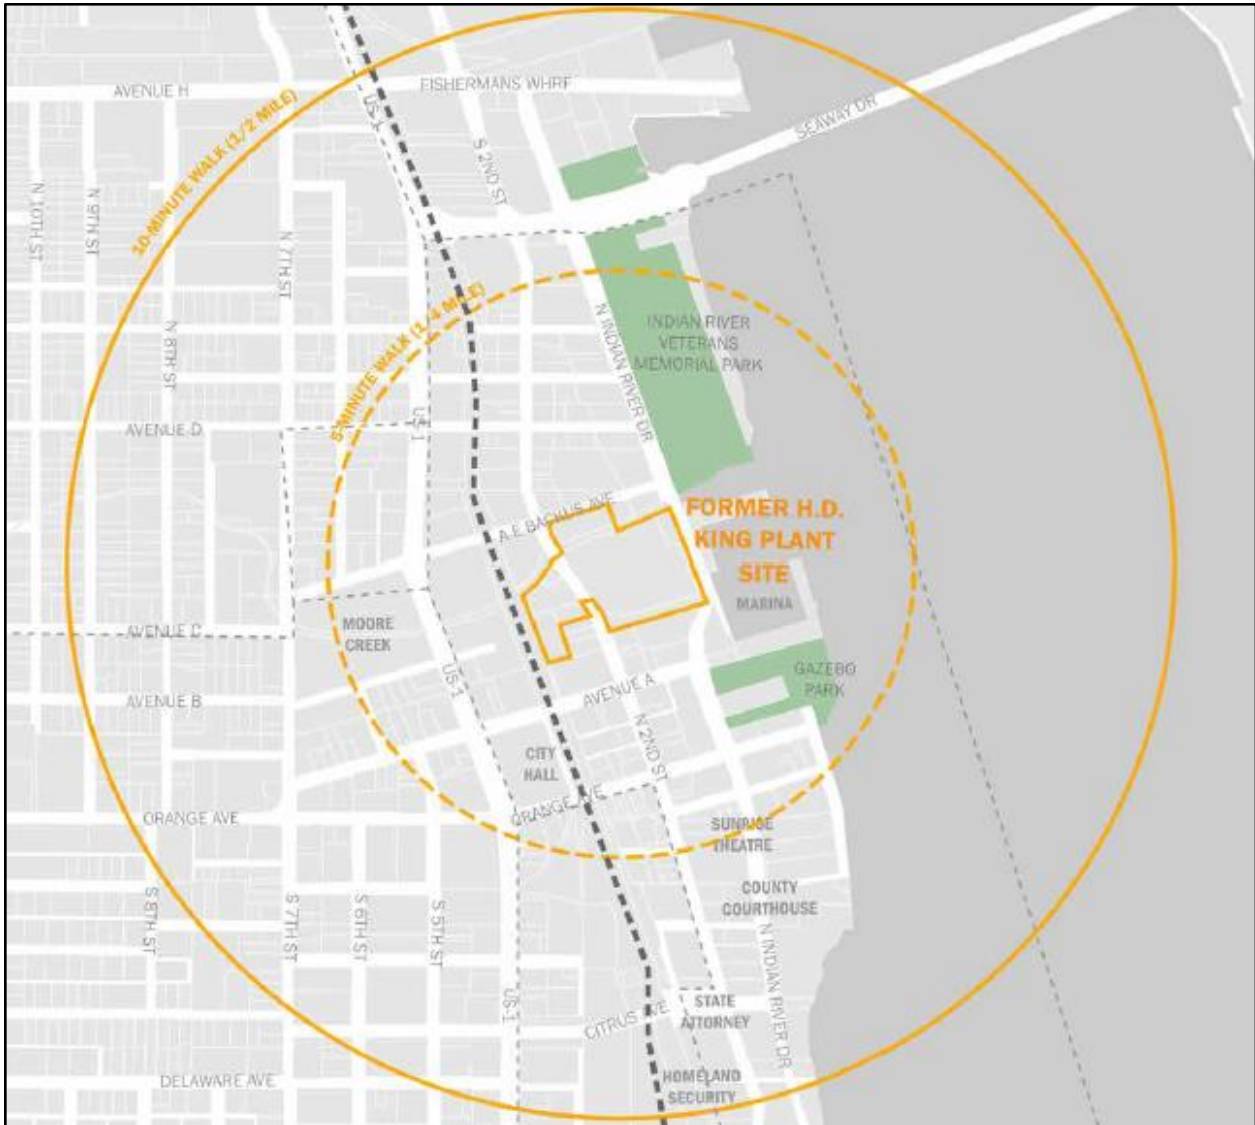 FISHERMANS WHRF
AVENUE H
US-1
10-MINUTE WALK (1/2 MILE)
SEAWAY DR
S 2ND ST
N 10TH ST
N 9TH ST
N 7TH ST
N 8TH ST
5-MINUTE WALK (1/4 MILE)
N INDIAN RIVER DR
INDIAN RIVER
VETERANS
MEMORIAL PARK
US-1
AVENUE D
A E BACKUS AVE
FORMER H.D.
KING PLANT
SITE
MARINA
MOORE
CREEK
AVENUE C
US-1
GAZEBO
PARK
AVENUE A
AVENUE B
N 2ND ST
CITY
HALL
ORANGE AVE
ORANGE AVE
SUNRISE
THEATRE
COUNTY
COURTHOUSE
S 8TH ST
S 7TH ST
S 6TH ST
S 5TH ST
N INDIAN RIVER DR
US-1
CITRUS AVE
STATE
ATTORNEY
DELAWARE AVE
HOMELAND
SECURITY